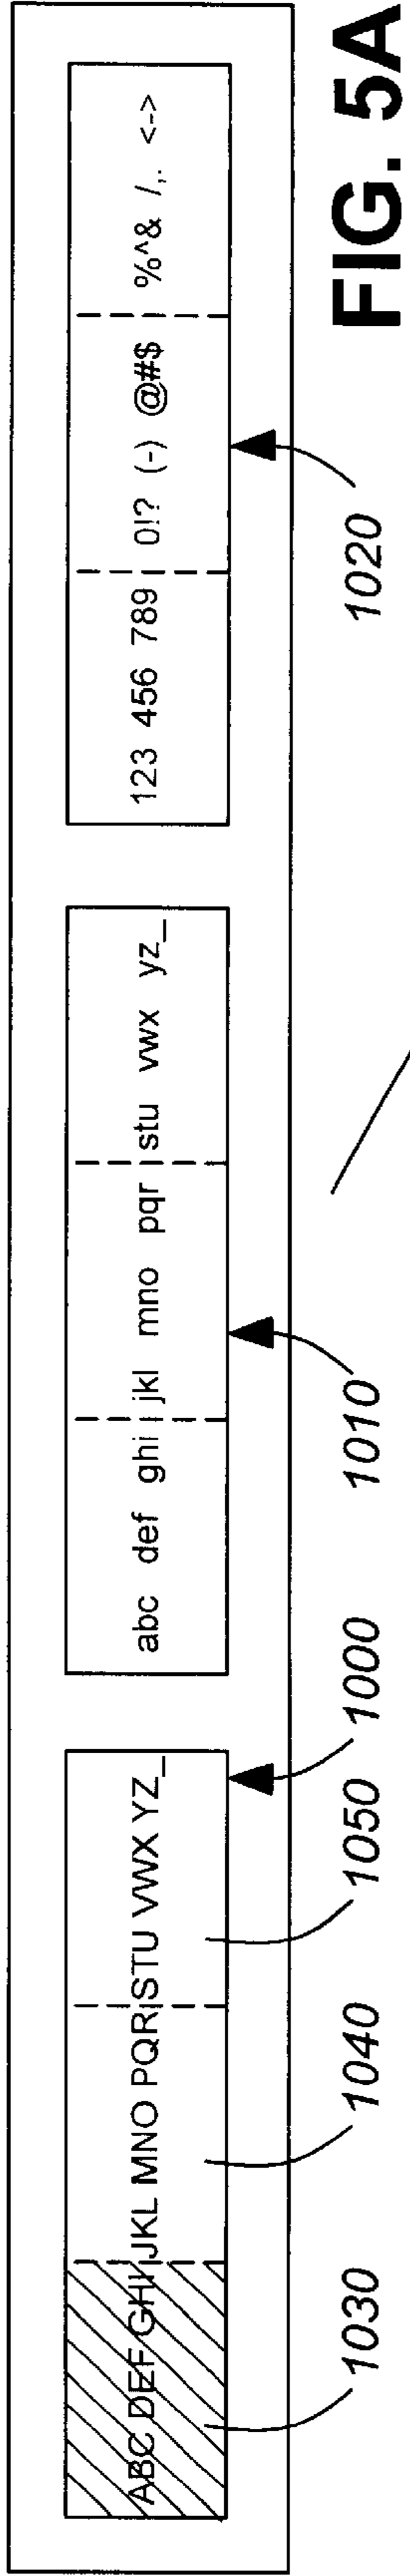 ABC DEF GHI JKL MNO PQR STU VWX YZ_
abc def ghi jkl mno pqr stu vwx yz_
123 456 789 0!? (-) @#$ %^& /,. <->
1030 1040 1050 1000 1010 1020
FIG. 5A